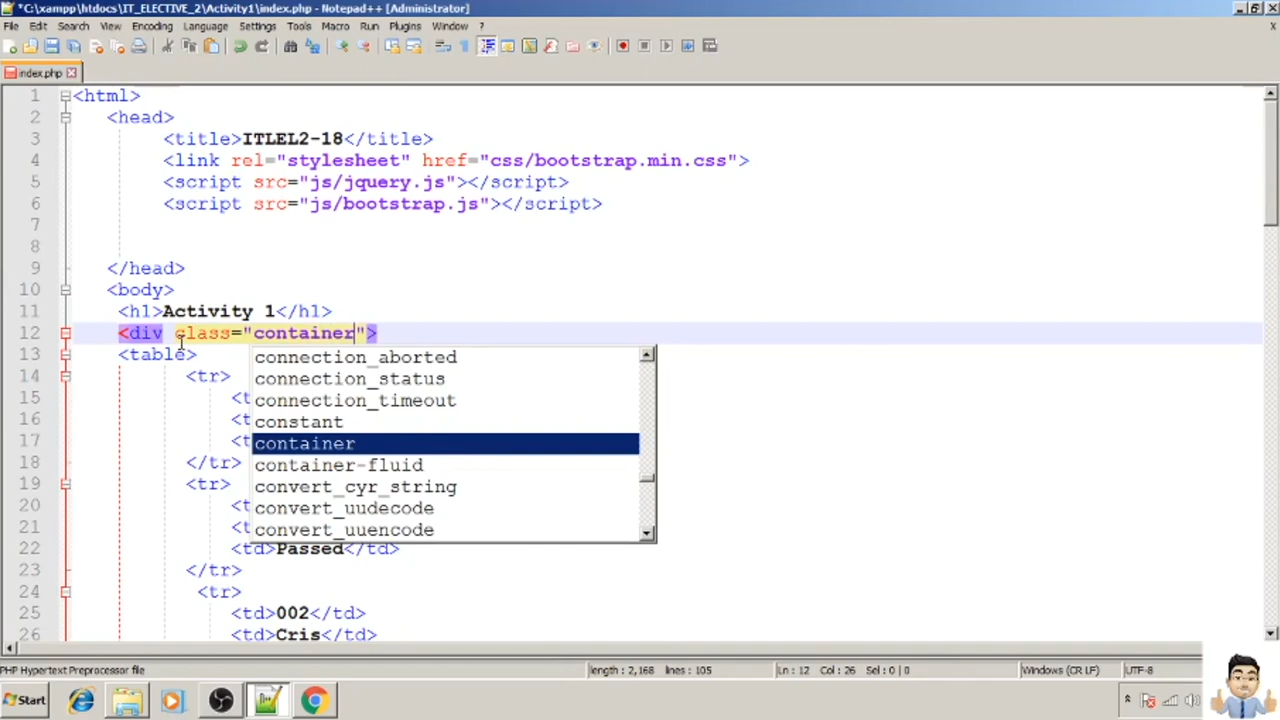 *C:\xampp\htdocs\IT_ELECTIVE_2\Activity1\index.php - Notepad++ [Administrator]
File Edit Search View Encoding Language Settings Tools Macro Run Plugins Window ? X
index.php
1 <html>
2 <head>
3 <title>ITLEL2-18</title>
4 <link rel="stylesheet" href="css/bootstrap.min.css">
5 <script src="js/jquery.js"></script>
6 <script src="js/bootstrap.js"></script>
7
8
9 </head>
10 <body>
11 <h1>Activity 1</h1>
12 <div class="container">
13 <table>
connection_aborted
14 <tr>
connection_status
15 <t
connection_timeout
16 <t
constant
17 <t
container
18 </tr>
container-fluid
19 <tr>
convert_cyr_string
20 <t
convert_uudecode
21 <t
convert_uuencode
22 <td>Passed</td>
23 </tr>
24 <tr>
25 <td>002</td>
26 <td>Cris</td>
PHP Hypertext Preprocessor file length : 2,168 lines : 105 Ln : 12 Col : 26 Sel : 0 | 0 Windows (CR LF) UTF-8
Start